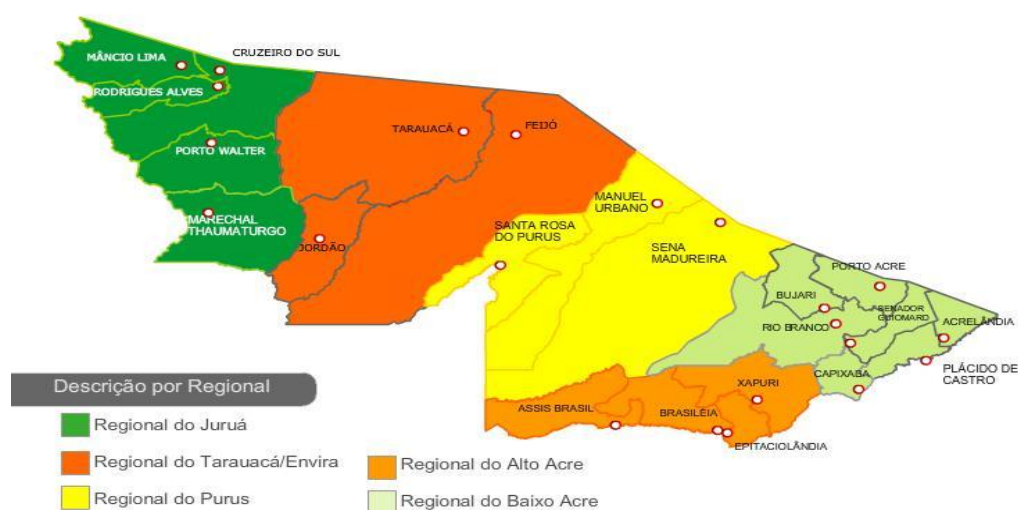 CRUZEIRO DO SUL
MÂNCIO LIMA
RODRIGUES ALVES
TARAUACÁ
FEIJÓ
PORTO WALTER
MANUEL
URBANO
MARECHAL
THAUMATURGO
SANTA ROSA
DO PURUS
JORDÃO
SENA
MADUREIRA
PORTO ACRE
BUJARI
SENADOR
GUIOMARD
RIO BRANCO
ACRELÂNDIA
PLÁCIDO DE
CASTRO
CAPIXABA
XAPURI
ASSIS BRASIL
BRASILÉIA
EPITACIOLÂNDIA
Descrição por Regional
Regional do Juruá
Regional do Tarauacá/Envira
Regional do Purus
Regional do Alto Acre
Regional do Baixo Acre